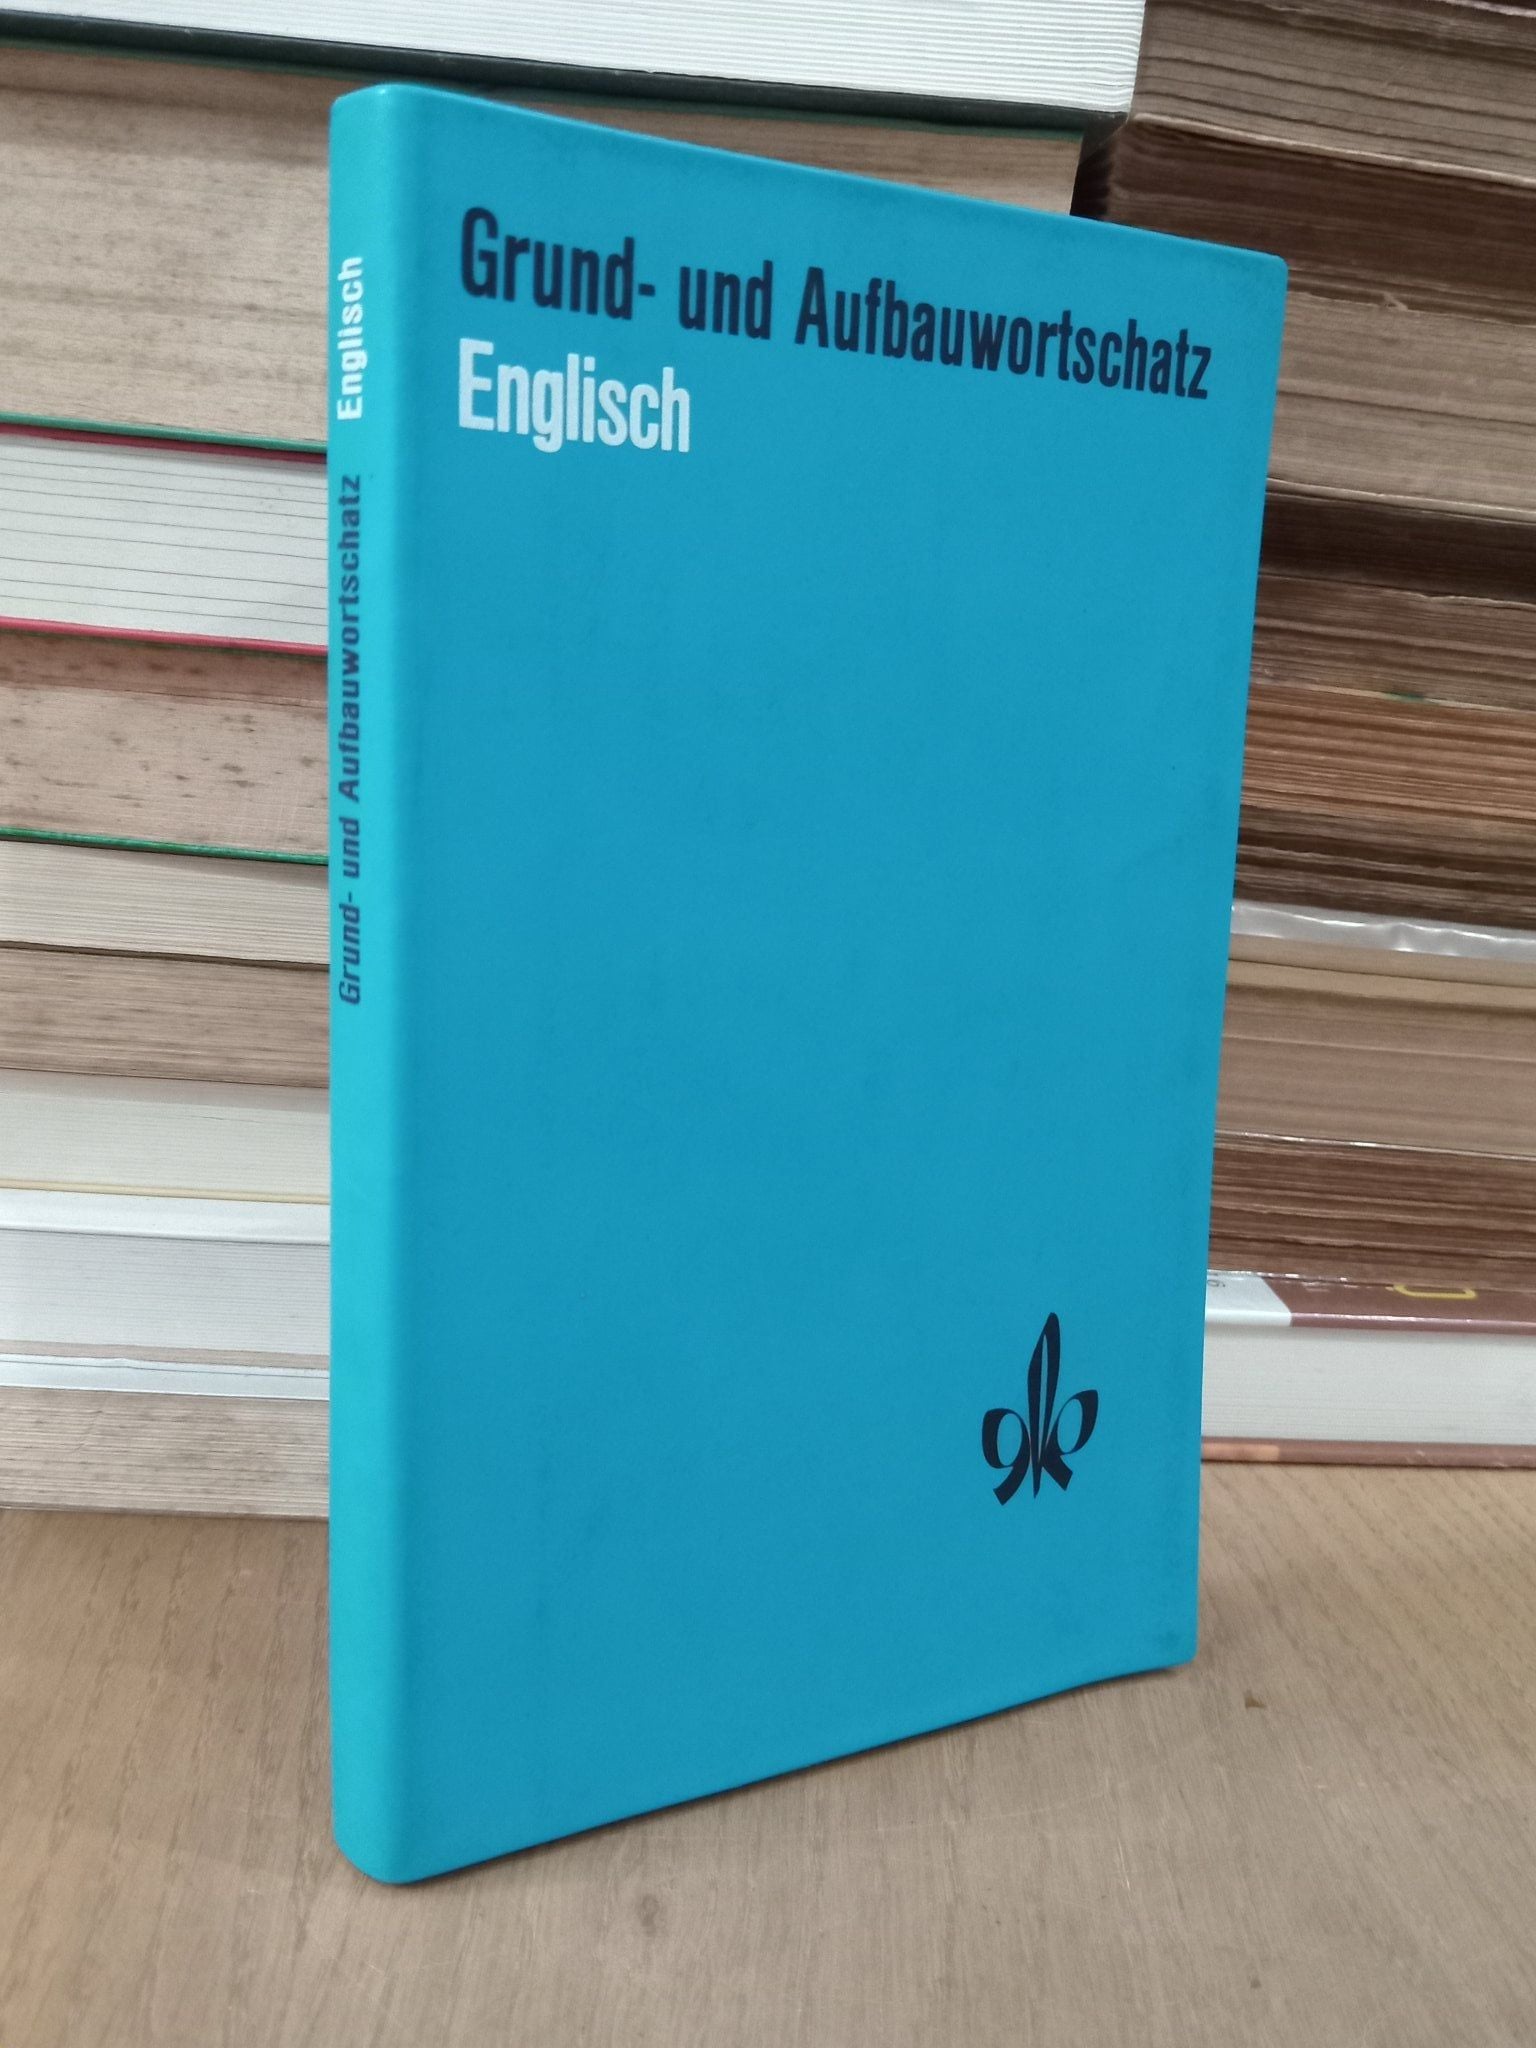 Grund- und Aufbauwortschatz
Englisch
Grund- und Aufbauwortschatz Englisch